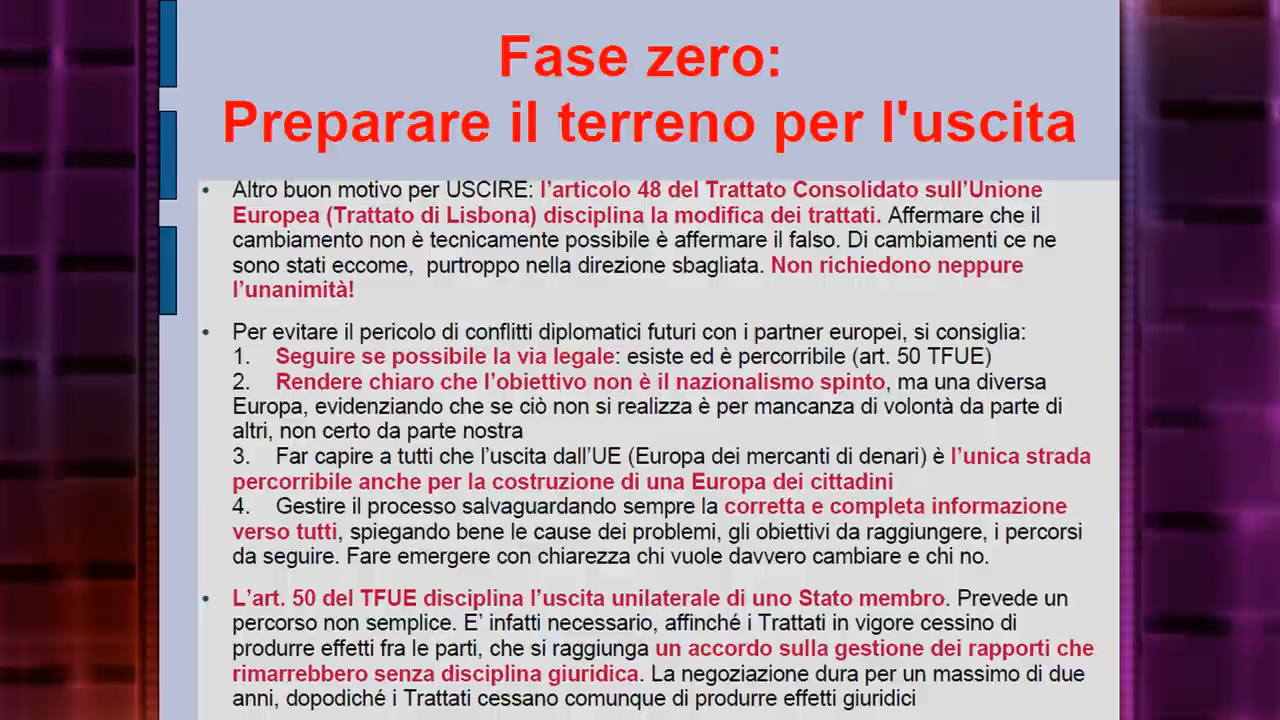 Fase zero:
Preparare il terreno per l'uscita
• Altro buon motivo per USCIRE: l’articolo 48 del Trattato Consolidato sull’Unione
Europea (Trattato di Lisbona) disciplina la modifica dei trattati. Affermare che il
cambiamento non è tecnicamente possibile è affermare il falso. Di cambiamenti ce ne
sono stati eccome,  purtroppo nella direzione sbagliata. Non richiedono neppure
l’unanimità!
• Per evitare il pericolo di conflitti diplomatici futuri con i partner europei, si consiglia:
1. Seguire se possibile la via legale: esiste ed è percorribile (art. 50 TFUE)
2. Rendere chiaro che l’obiettivo non è il nazionalismo spinto, ma una diversa
Europa, evidenziando che se ciò non si realizza è per mancanza di volontà da parte di
altri, non certo da parte nostra
3. Far capire a tutti che l’uscita dall’UE (Europa dei mercanti di denari) è l’unica strada
percorribile anche per la costruzione di una Europa dei cittadini
4. Gestire il processo salvaguardando sempre la corretta e completa informazione
verso tutti, spiegando bene le cause dei problemi, gli obiettivi da raggiungere, i percorsi
da seguire. Fare emergere con chiarezza chi vuole davvero cambiare e chi no.
• L’art. 50 del TFUE disciplina l’uscita unilaterale di uno Stato membro. Prevede un
percorso non semplice. E’ infatti necessario, affinché i Trattati in vigore cessino di
produrre effetti fra le parti, che si raggiunga un accordo sulla gestione dei rapporti che
rimarrebbero senza disciplina giuridica. La negoziazione dura per un massimo di due
anni, dopodiché i Trattati cessano comunque di produrre effetti giuridici